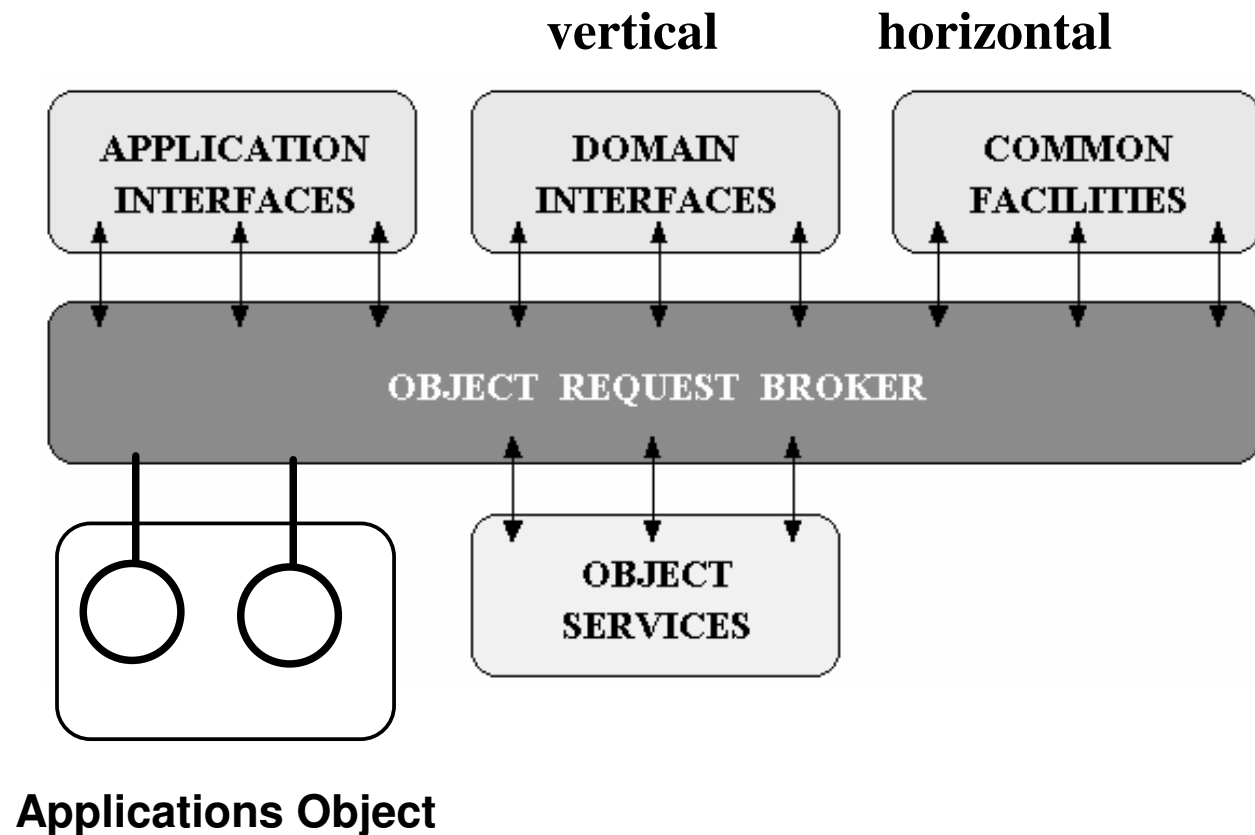 vertical horizontal
APPLICATION
INTERFACES
DOMAIN
INTERFACES
COMMON
FACILITIES
OBJECT REQUEST BROKER
OBJECT
SERVICES
Applications Object